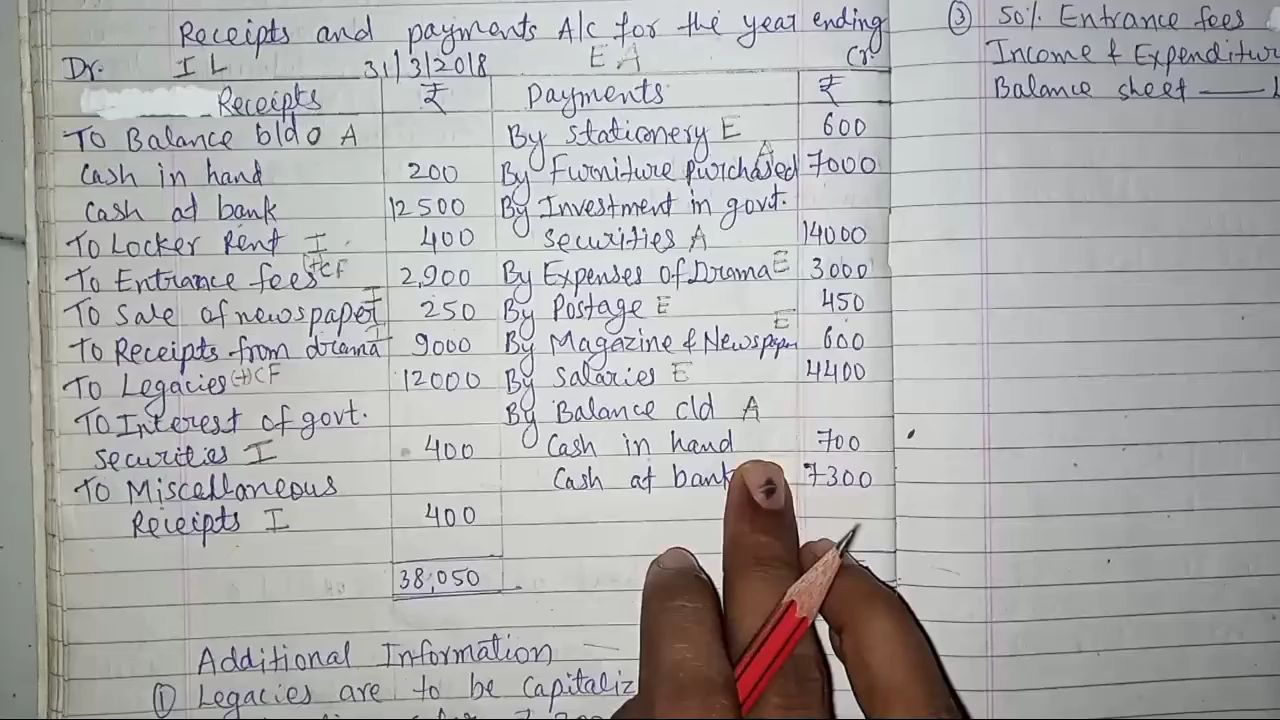 Receipts and payments A/c for the year ending
Dr. I L 31/3/2018 E A Cr.
Receipts ₹ Payments ₹
To Balance b/d o A By Stationery E 600
Cash in hand 200 By Furniture Purchased A 7000
Cash at bank 12500 By Investment in govt.
To Locker Rent I 400 securities A 14000
To Entrance fees (+)CF 2,900 By Expenses of Drama E 3000
To Sale of newspaper I 250 By Postage E 450
To Receipts from drama I 9000 By Magazine & Newspaper E 600
To Legacies (+)CF 12000 By Salaries E 4400
To Interest of govt. By Balance c/d A
securities I 400 Cash in hand 700
To Miscellaneous Cash at bank 7300
Receipts I 400
38,050
Additional Information
① Legacies are to be Capitaliz
③ 50% Entrance fees
Income & Expenditur
Balance sheet